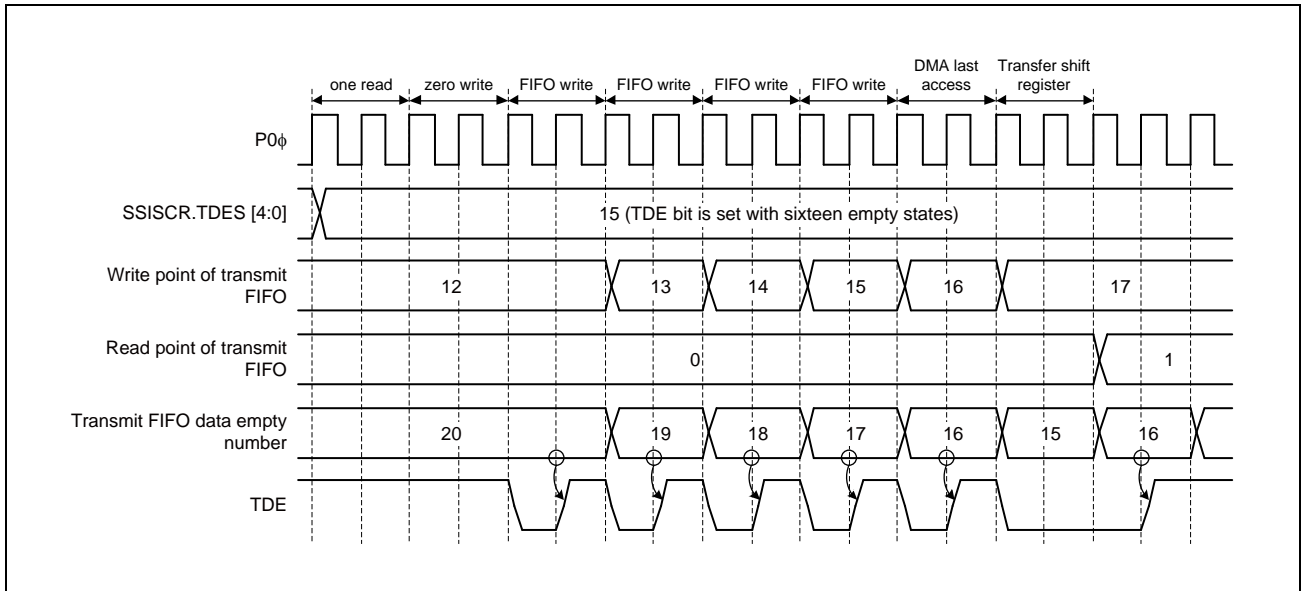 DMA last Transfer shift
one read zero write FIFO write FIFO write FIFO write FIFO write access register
P0ϕ
SSISCR.TDES [4:0] 15 (TDE bit is set with sixteen empty states)
Write point of transmit
FIFO 12 13 14 15 16 17
Read point of transmit
FIFO 0 1
Transmit FIFO data empty
number 20 19 18 17 16 15 16
TDE